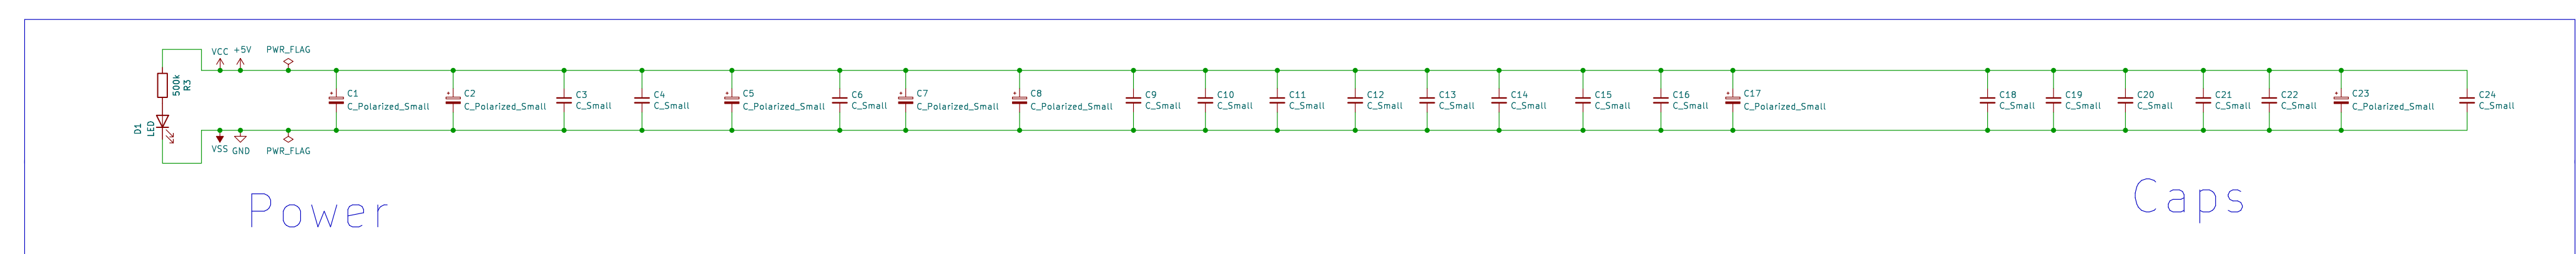 VCC
+5V
PWR_FLAG
500k
R3
D1
LED
VSS
GND
PWR_FLAG
C1
C_Polarized_Small
C2
C_Polarized_Small
C3
C_Small
C4
C_Small
C5
C_Polarized_Small
C6
C_Small
C7
C_Polarized_Small
C8
C_Polarized_Small
C9
C_Small
C10
C_Small
C11
C_Small
C12
C_Small
C13
C_Small
C14
C_Small
C15
C_Small
C16
C_Small
C17
C_Polarized_Small
C18
C_Small
C19
C_Small
C20
C_Small
C21
C_Small
C22
C_Small
C23
C_Polarized_Small
C24
C_Small
Power
Caps